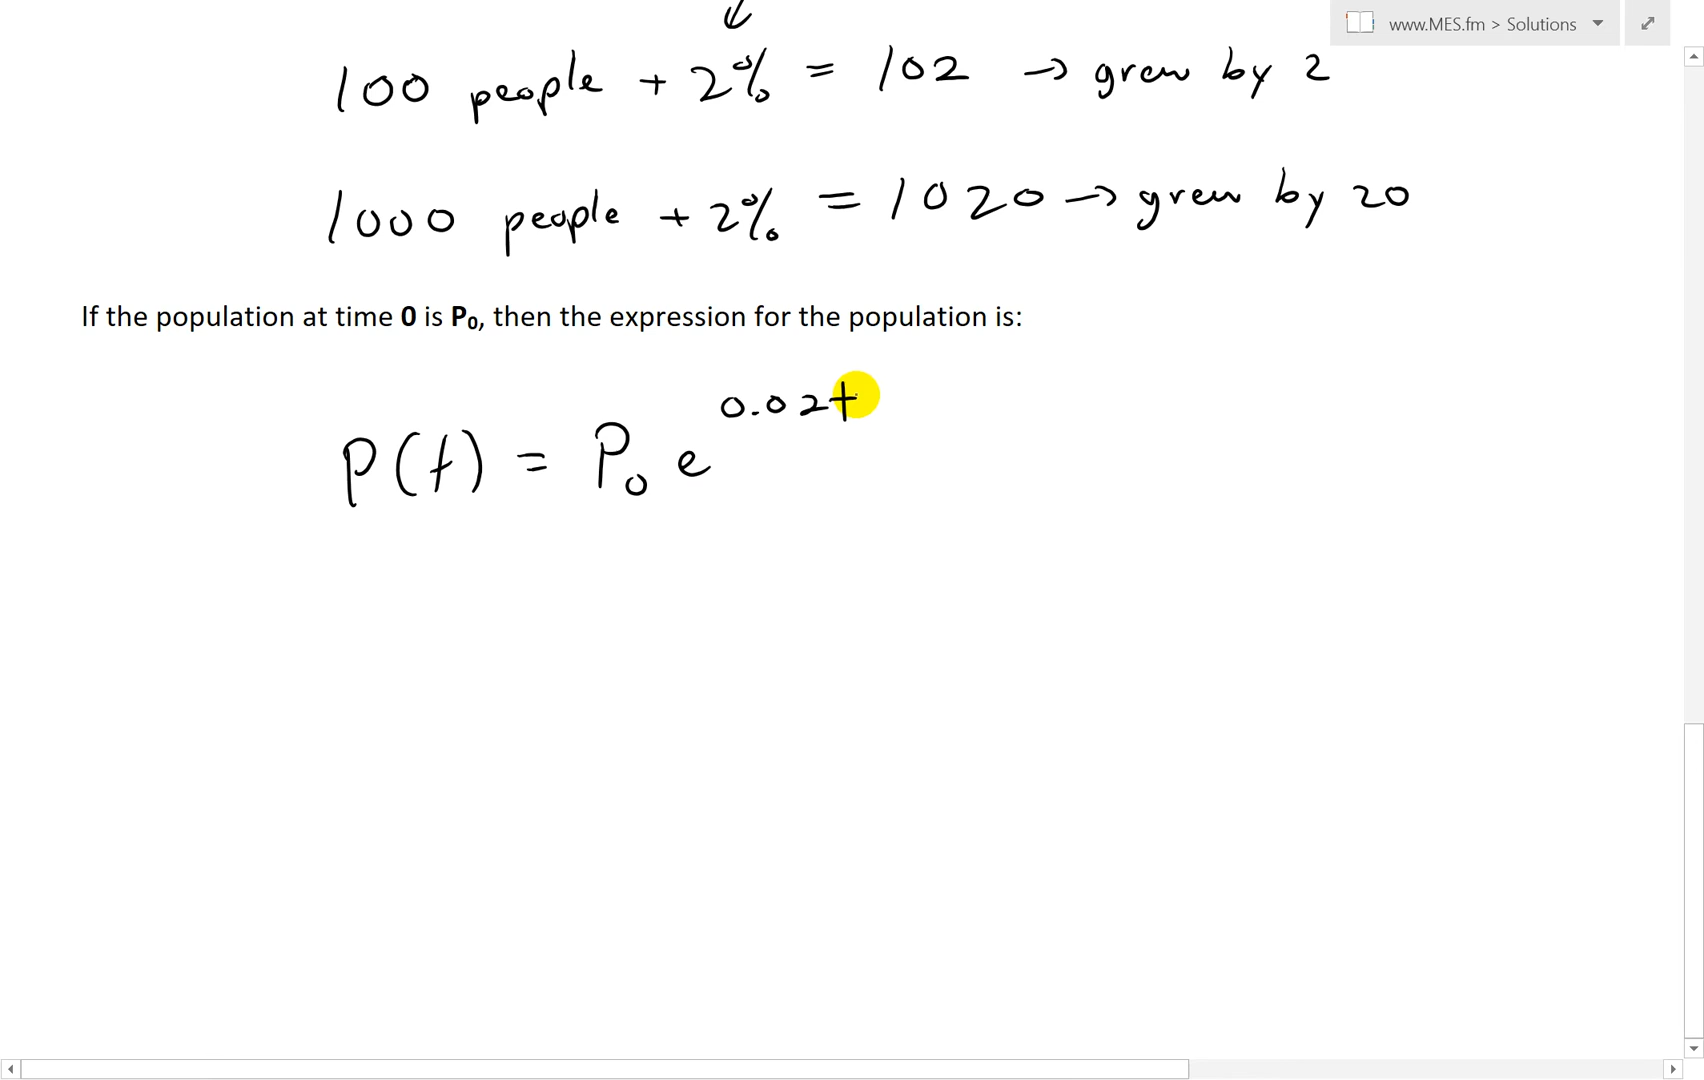 www.MES.fm > Solutions
100 people + 2% = 102 → grew by 2
1000 people + 2% = 1020 → grew by 20
If the population at time 0 is P₀, then the expression for the population is:
P(t) = P₀ e^0.02t